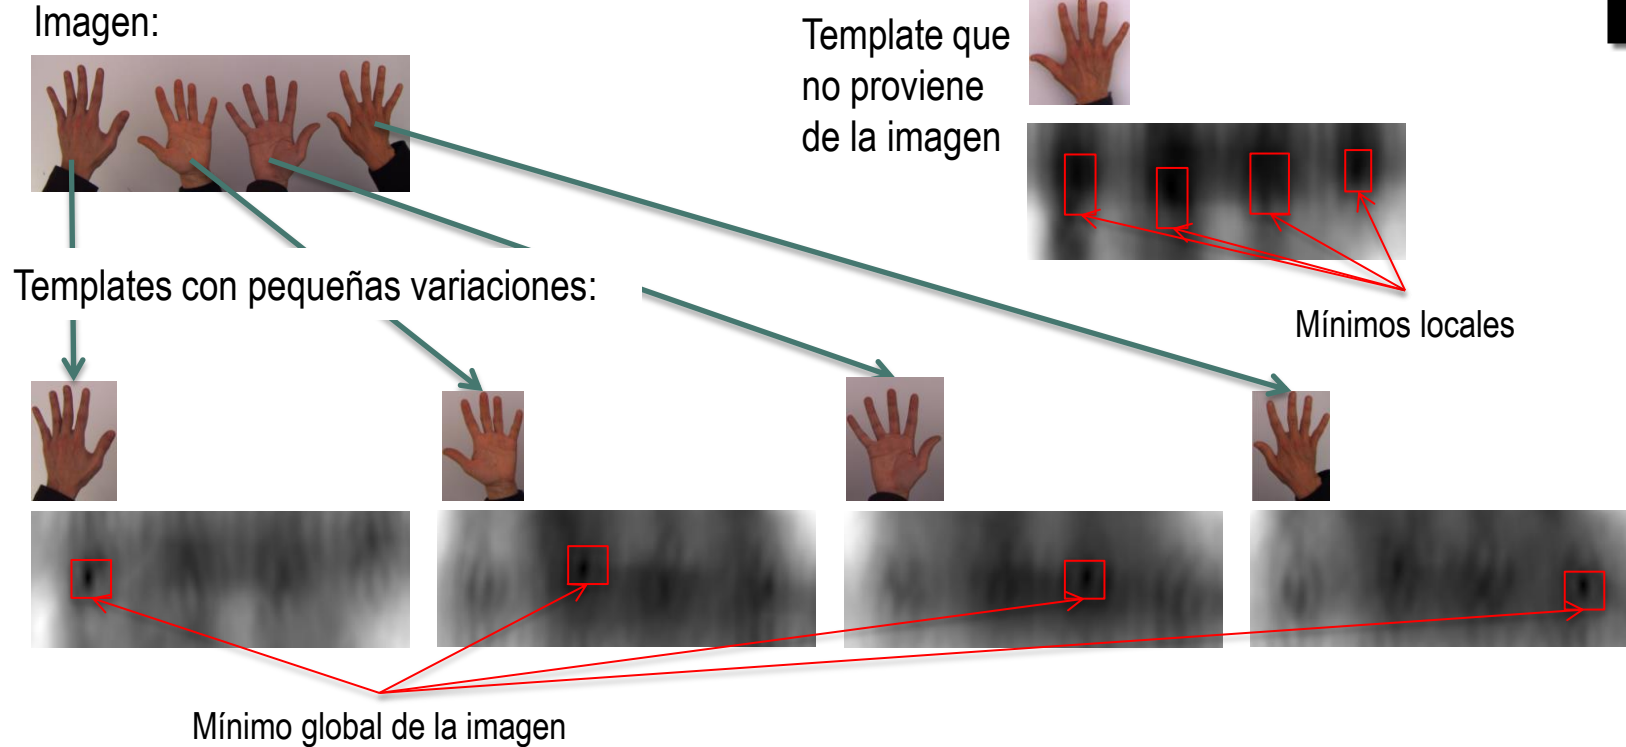 Imagen:
Template que
no proviene
de la imagen
Mínimos locales
Templates con pequeñas variaciones:
Mínimo global de la imagen